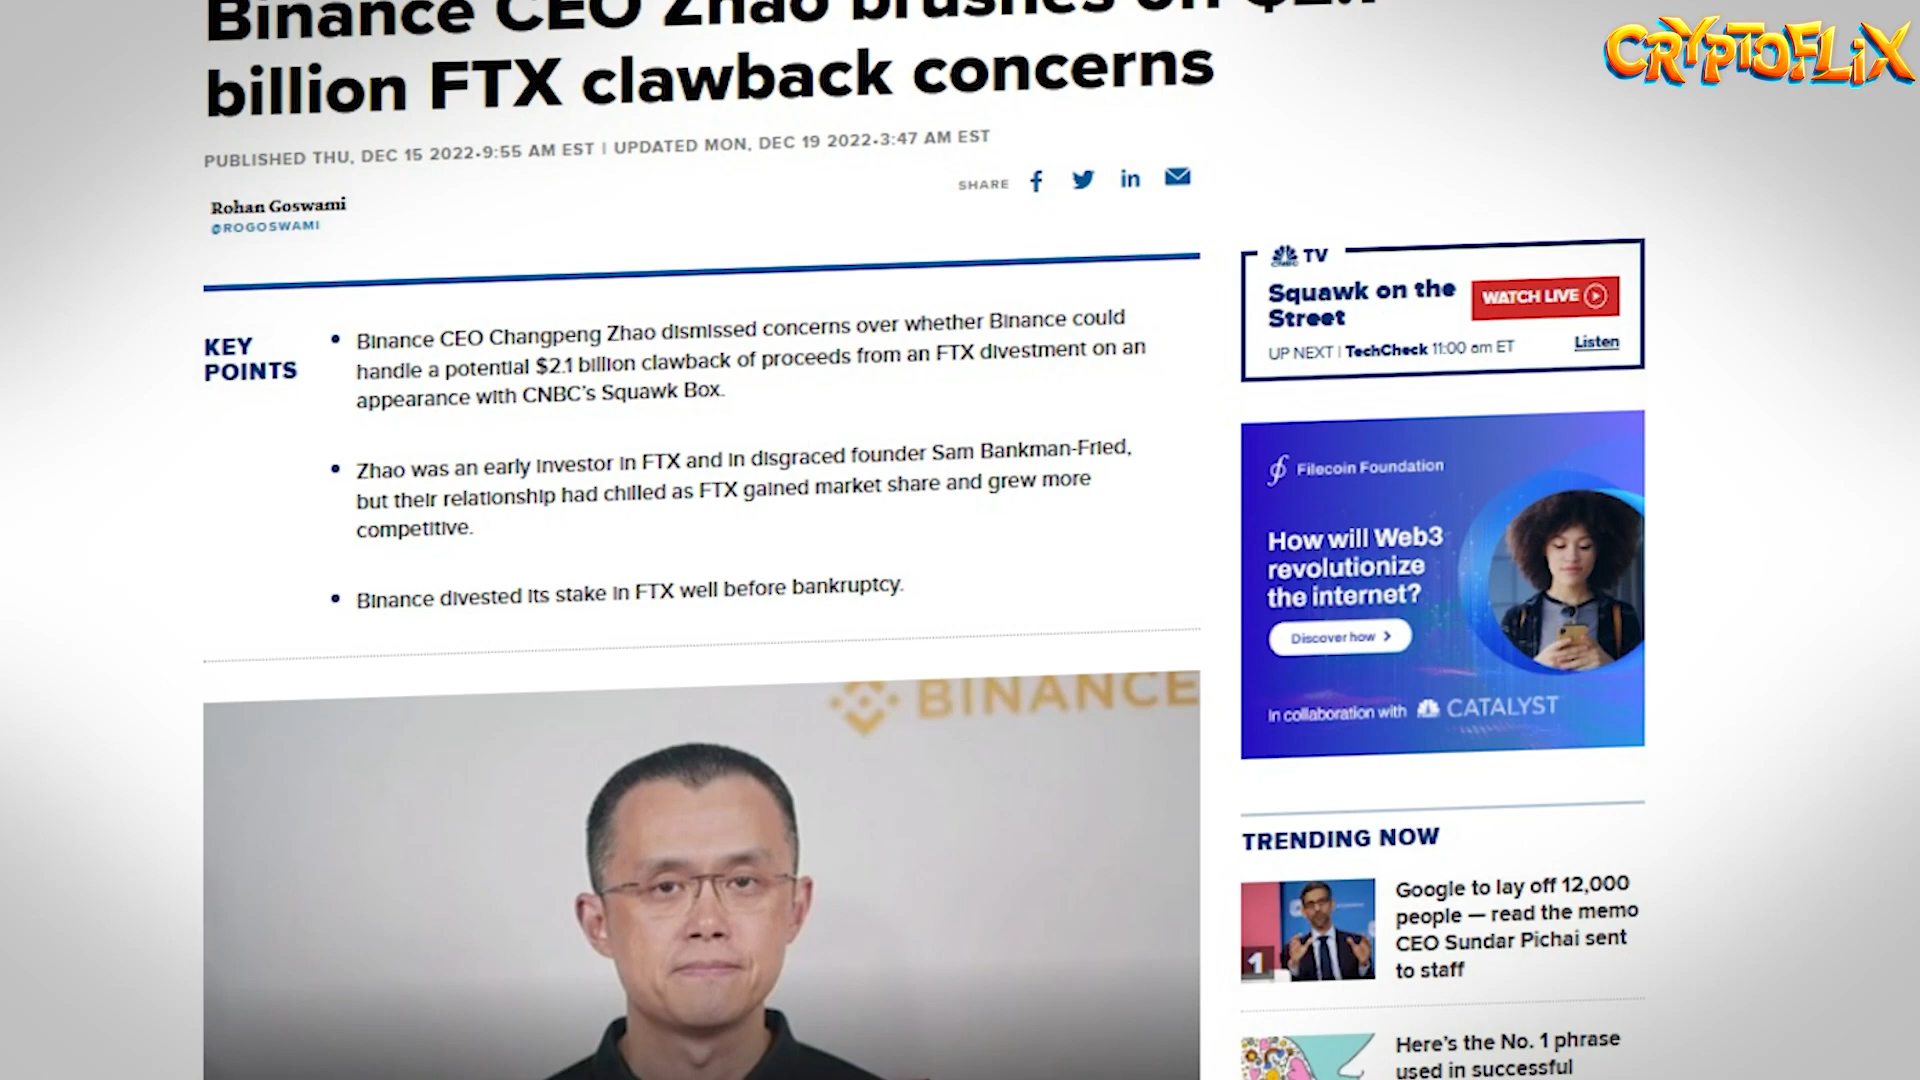 Binance CEO Zhao brushes off $2.1
billion FTX clawback concerns
CRYPTOFLIX
PUBLISHED THU, DEC 15 2022•9:55 AM EST | UPDATED MON, DEC 19 2022•3:47 AM EST
Rohan Goswami
@ROGOSWAMI
SHARE
KEY
POINTS
Binance CEO Changpeng Zhao dismissed concerns over whether Binance could
handle a potential $2.1 billion clawback of proceeds from an FTX divestment on an
appearance with CNBC's Squawk Box.
Zhao was an early investor in FTX and in disgraced founder Sam Bankman-Fried,
but their relationship had chilled as FTX gained market share and grew more
competitive.
Binance divested its stake in FTX well before bankruptcy.
BINANCE
CNBC TV
Squawk on the
Street
WATCH LIVE
UP NEXT | TechCheck 11:00 am ET
Listen
Filecoin Foundation
How will Web3
revolutionize
the internet?
Discover how
In collaboration with CATALYST
TRENDING NOW
1
Google to lay off 12,000
people — read the memo
CEO Sundar Pichai sent
to staff
Here's the No. 1 phrase
used in successful